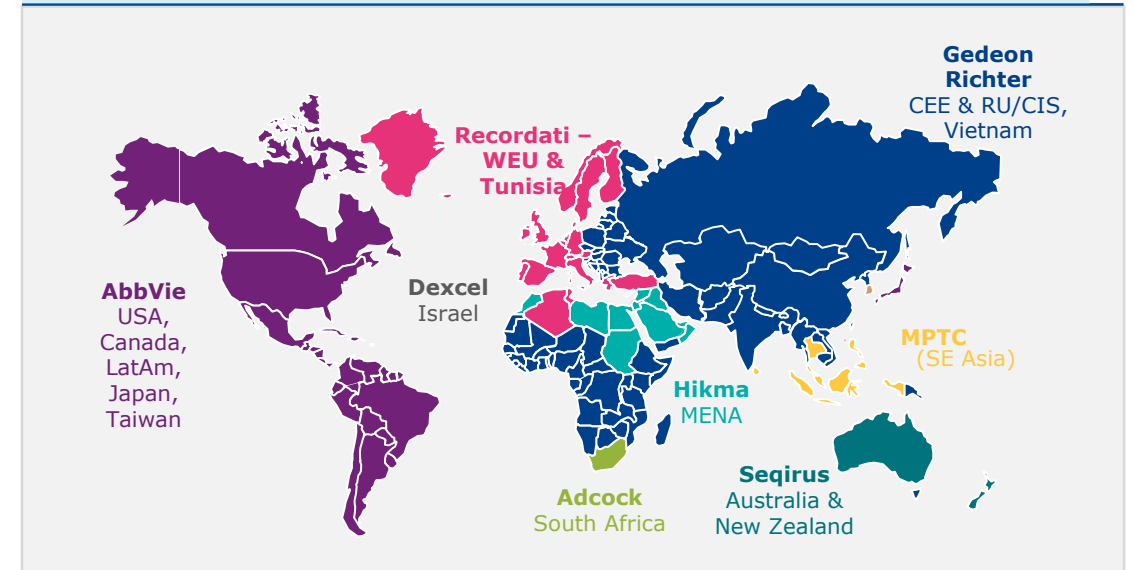 Gedeon
Richter
CEE & RU/CIS,
Vietnam
Recordati –
WEU &
Tunisia
AbbVie
USA,
Canada,
LatAm,
Japan,
Taiwan
Dexcel
Israel
MPTC
(SE Asia)
Hikma
MENA
Seqirus
Australia &
New Zealand
Adcock
South Africa